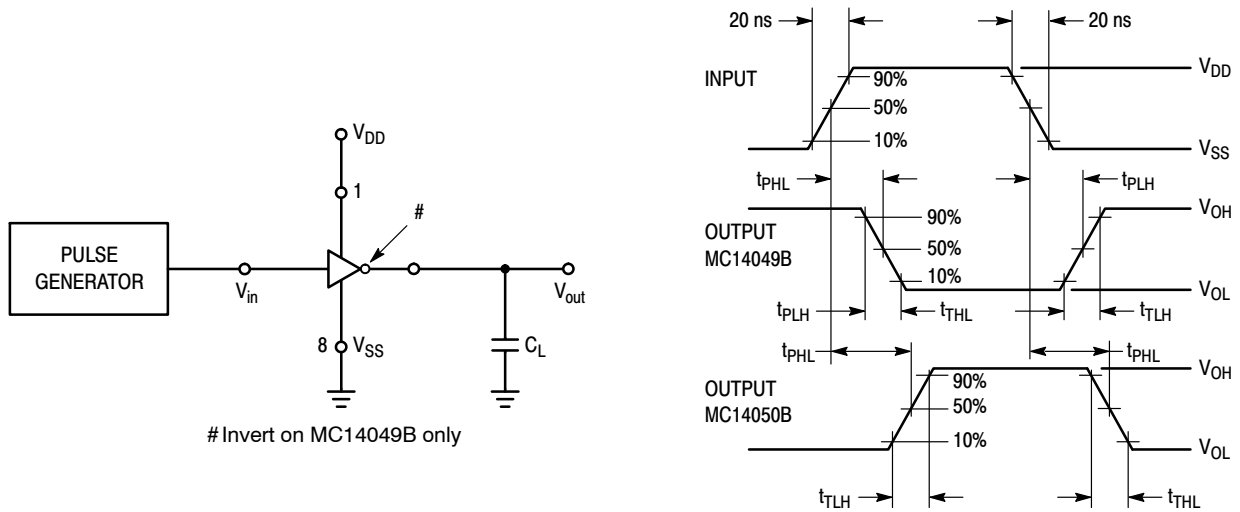 V_DD
1
#
PULSE
GENERATOR
V_in
V_out
8
V_SS
C_L
# Invert on MC14049B only
20 ns
20 ns
INPUT
V_DD
90%
50%
10%
V_SS
t_PHL
t_PLH
OUTPUT
MC14049B
V_OH
90%
50%
10%
V_OL
t_PLH
t_THL
t_TLH
t_PHL
t_PHL
OUTPUT
MC14050B
V_OH
90%
50%
10%
V_OL
t_TLH
t_THL